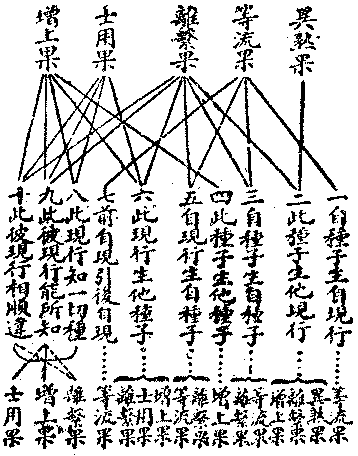 異熟果
等流果
離繫果
士用果
增上果
一自種子生自現行……
二此種子生他現行……
三自種子生自種子……
四此種子生他種子……
五自現行生自種子……
六此現行生他種子……
七前自現引後自現……
八此現行知一切種
九此彼現行能所知
十此彼現行相順違
等流果
異熟果
離繫果
增上果
等流果
離繫果
增上果
離繫果
等流果
增上果
士用果
離繫果
等流果
離繫果
增上果
士用果